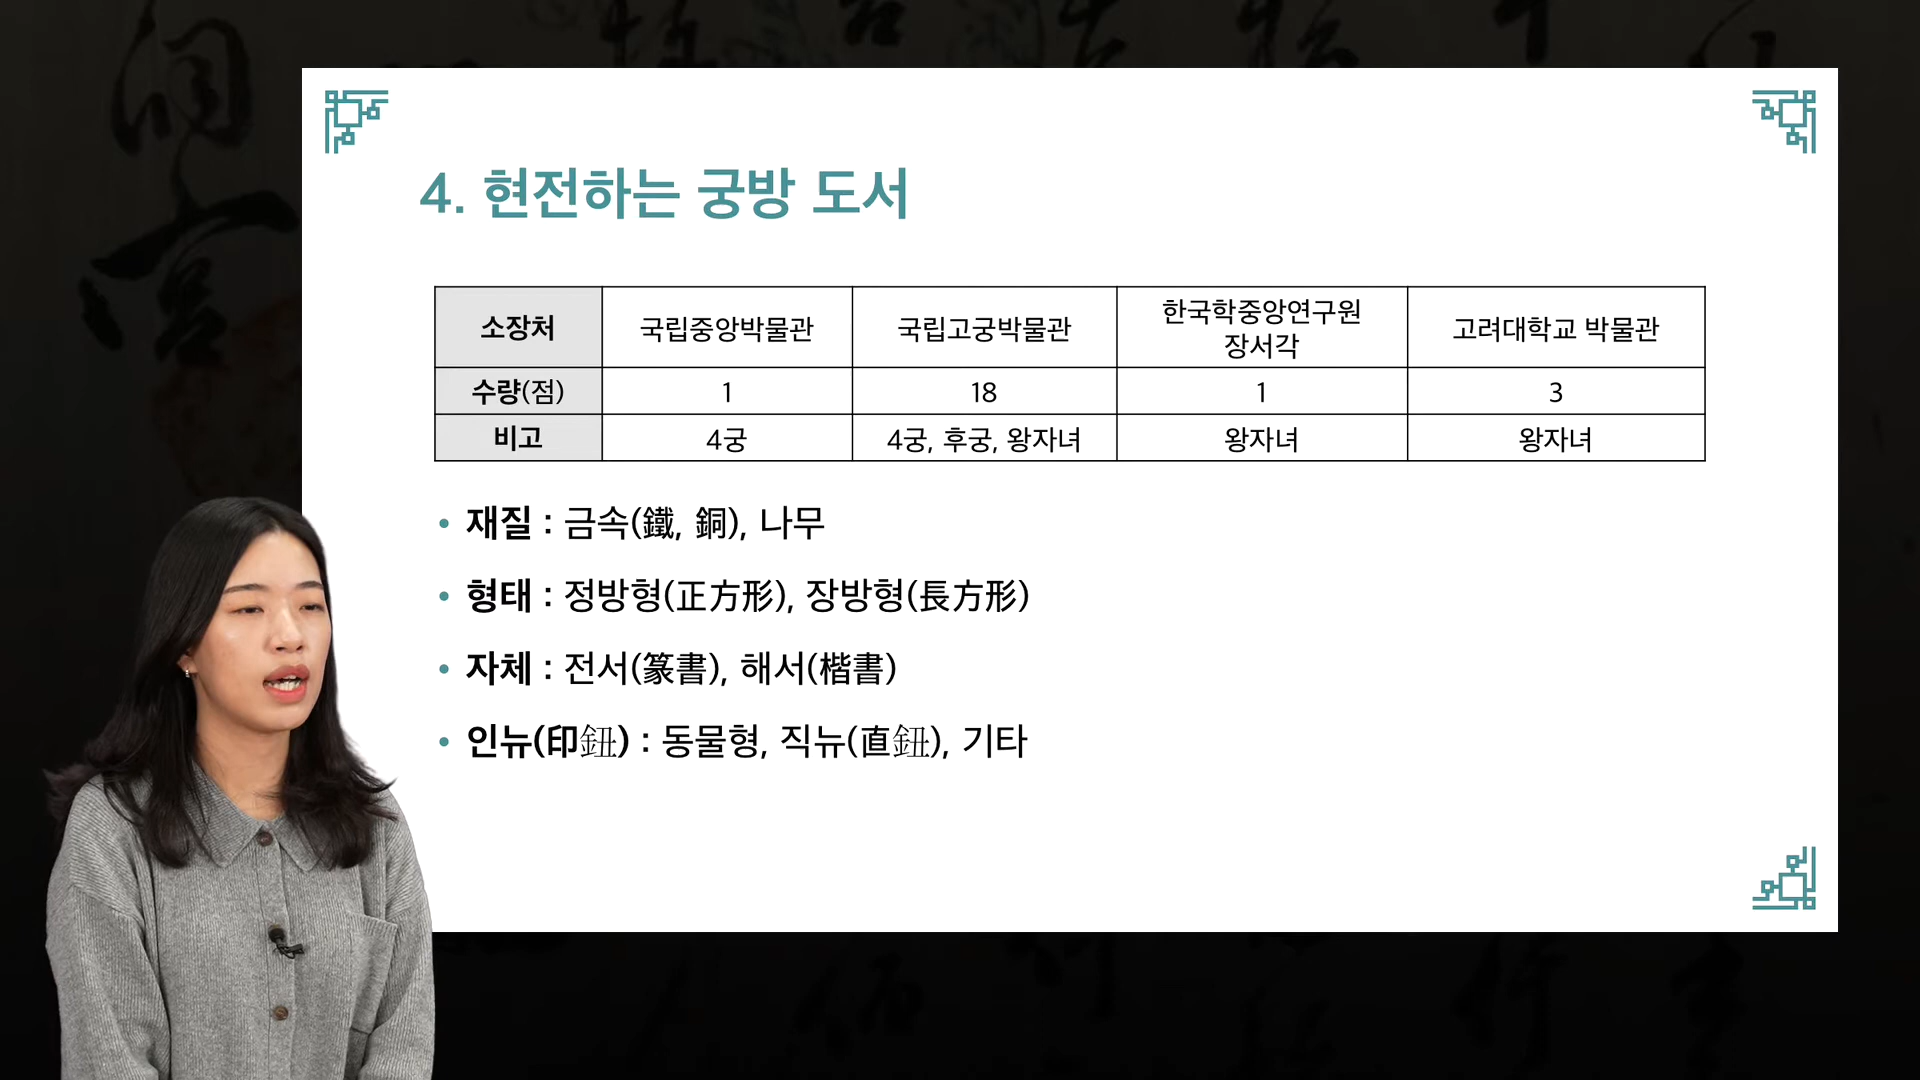 4. 현전하는 궁방 도서
소장처 국립중앙박물관 국립고궁박물관 한국학중앙연구원 장서각 고려대학교 박물관
수량(점) 1 18 1 3
비고 4궁 4궁, 후궁, 왕자녀 왕자녀 왕자녀
• 재질 : 금속(鐵, 銅), 나무
• 형태 : 정방형(正方形), 장방형(長方形)
• 자체 : 전서(篆書), 해서(楷書)
• 인뉴(印鈕) : 동물형, 직뉴(直鈕), 기타